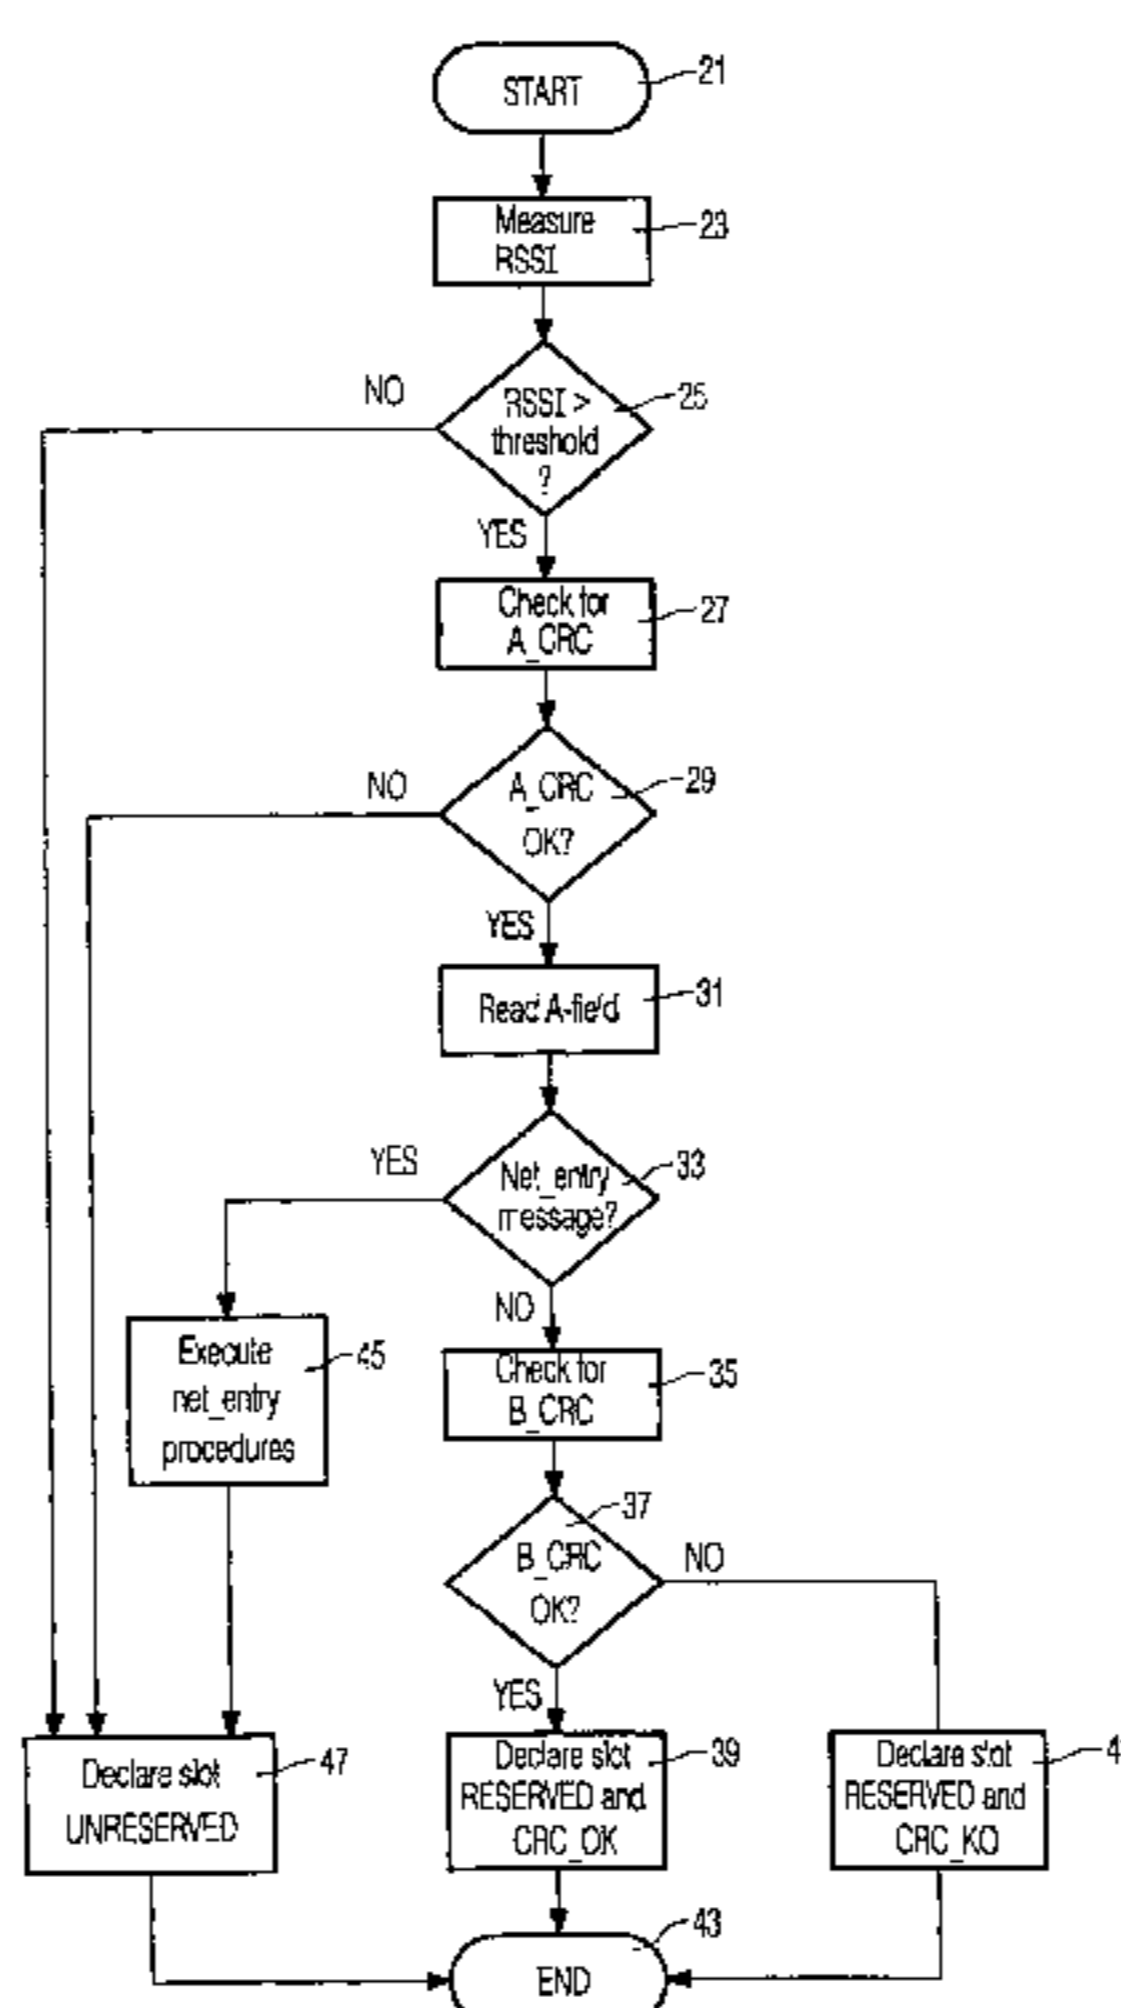 START
21
Measure
RSSI
23
NO
RSSI >
threshold
?
25
YES
Check for
A_CRC
27
NO
A_CRC
OK?
29
YES
Read A-field
31
YES
Net_entry
message?
33
NO
Execute
net_entry
procedures
45
Check for
B_CRC
35
37
B_CRC
OK?
NO
YES
Declare slot
UNRESERVED
47
Declare slot
RESERVED and
CRC_OK
39
Declare slot
RESERVED and
CRC_KO
43
END